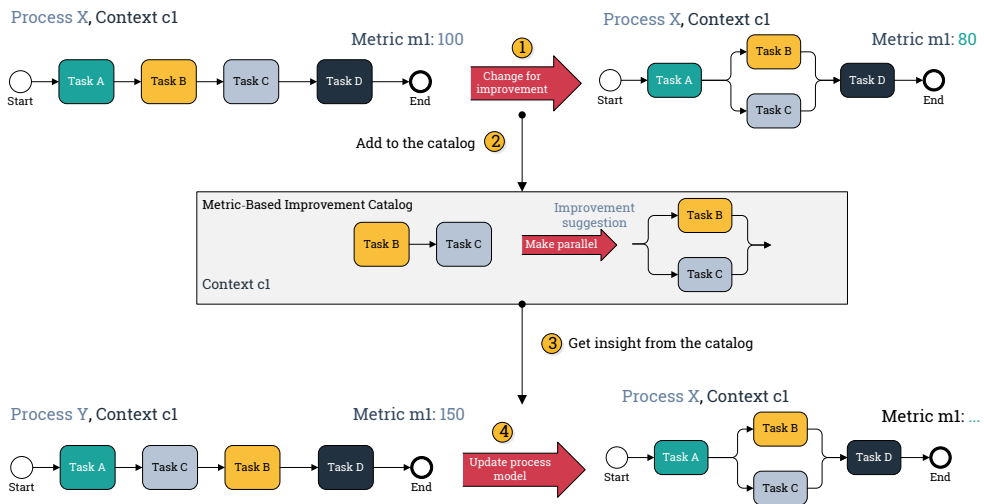 Process X, Context c1
Metric m1: 100
Start
Task A
Task B
Task C
Task D
End
1
Change for
improvement
Process X, Context c1
Metric m1: 80
Start
Task A
Task B
Task C
Task D
End
Add to the catalog 2
Metric-Based Improvement Catalog
Task B
Task C
Improvement
suggestion
Make parallel
Task B
Task C
Context c1
3 Get insight from the catalog
Process Y, Context c1
Metric m1: 150
Start
Task A
Task C
Task B
Task D
End
4
Update process
model
Process X, Context c1
Metric m1: ...
Start
Task A
Task B
Task C
Task D
End